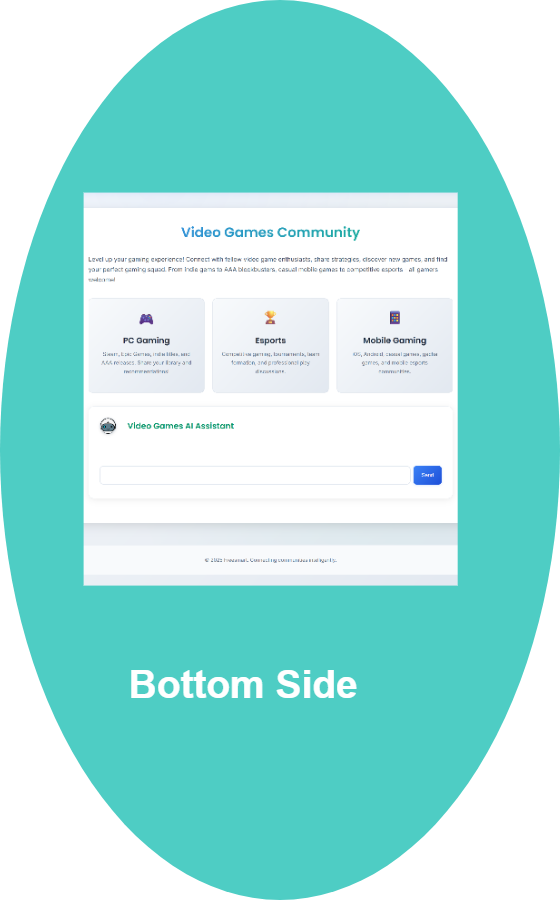 Video Games Community
Level up your gaming experience! Connect with fellow video game enthusiasts, share strategies, discover new games, and find
your perfect gaming squad. From indie gems to AAA blockbusters, casual mobile games to competitive esports - all gamers
welcome!
PC Gaming
Steam, Epic Games, indie titles, and
AAA releases. Share your library and
recommendations!
Esports
Competitive gaming, tournaments, team
formation, and professional play
discussions.
Mobile Gaming
iOS, Android, casual games, gacha
games, and mobile esports
communities.
Video Games AI Assistant
Send
© 2025 Connecting communities intelligently.
Bottom Side